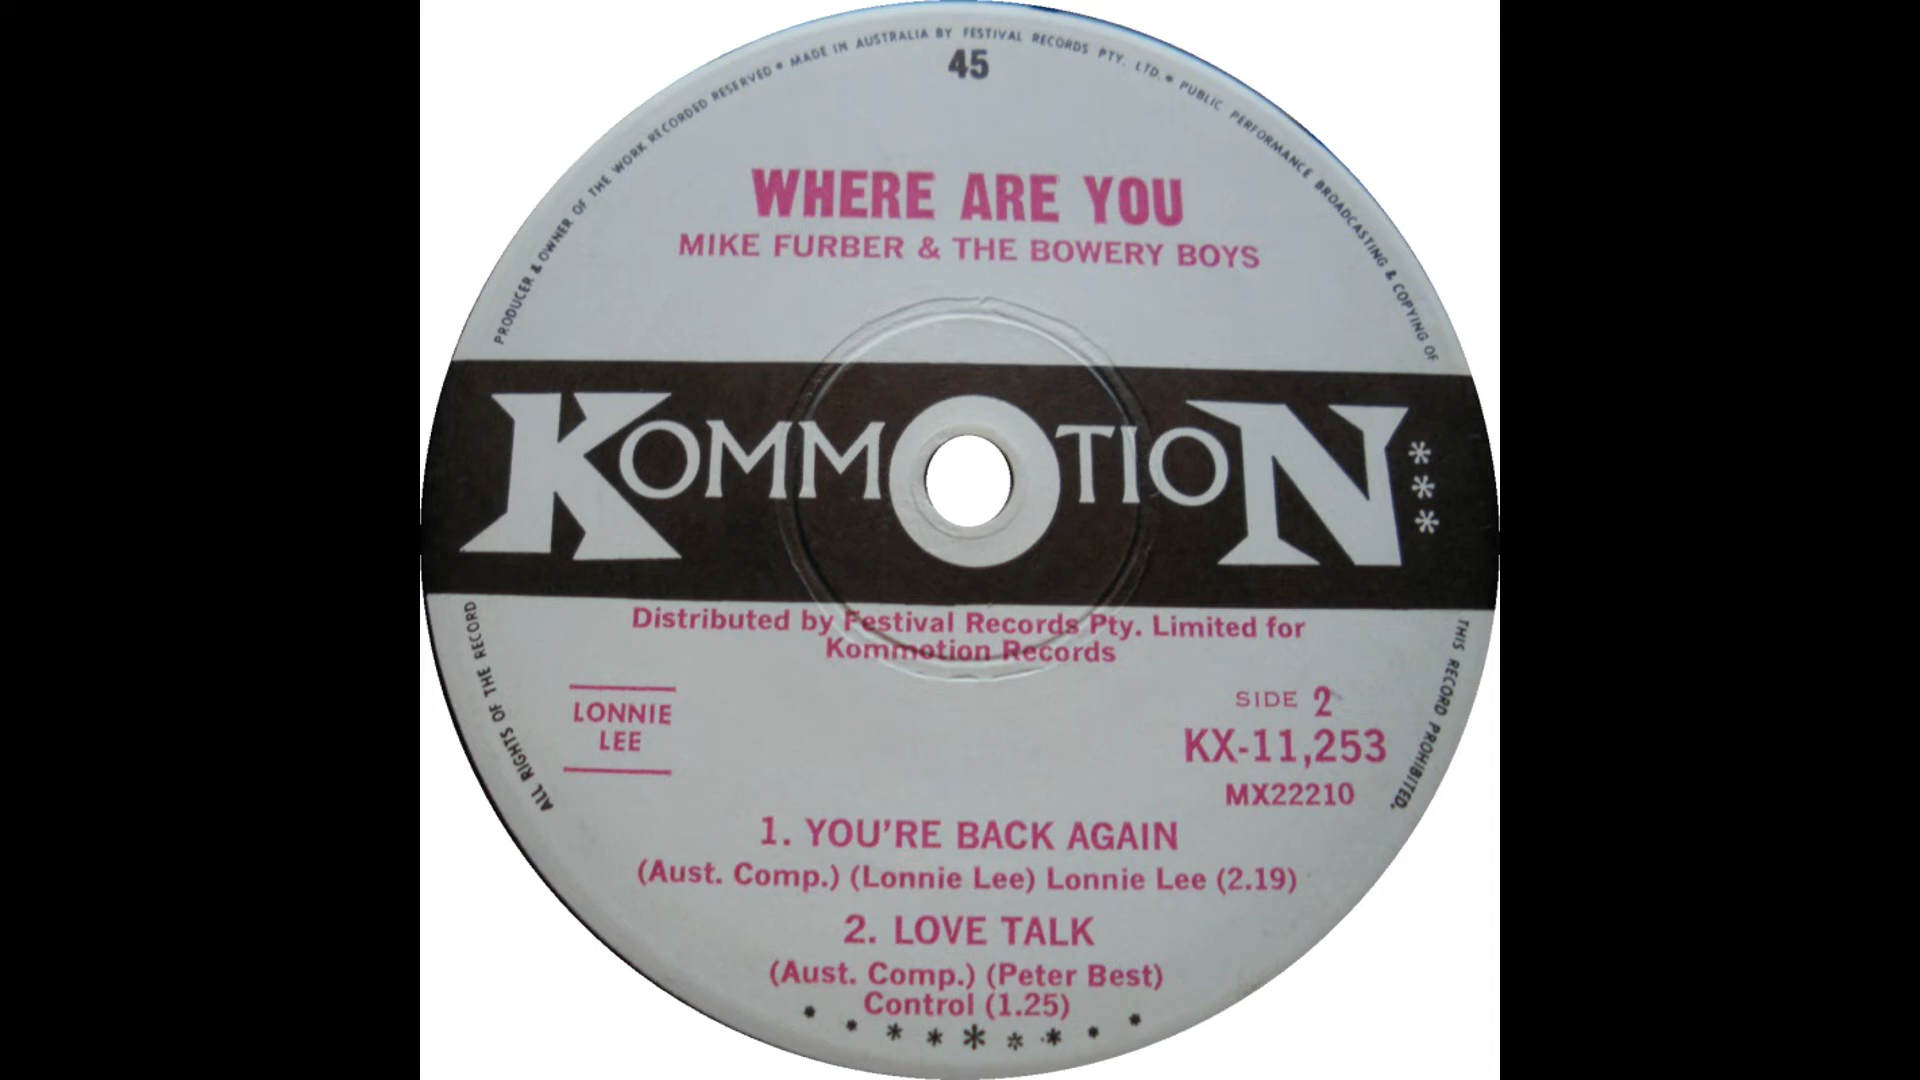 PRODUCER & OWNER OF THE WORK RECORDED RESERVED * MADE IN AUSTRALIA BY FESTIVAL RECORDS PTY. LTD. * PUBLIC PERFORMANCE BROADCASTING & COPYING OF
45
WHERE ARE YOU
MIKE FURBER & THE BOWERY BOYS
KOMMOTION
Distributed by Festival Records Pty. Limited for
Kommotion Records
ALL RIGHTS OF THE RECORD
THIS RECORD PROHIBITED.
LONNIE
LEE
SIDE 2
KX-11,253
MX22210
1. YOU'RE BACK AGAIN
(Aust. Comp.) (Lonnie Lee) Lonnie Lee (2.19)
2. LOVE TALK
(Aust. Comp.) (Peter Best)
Control (1.25)